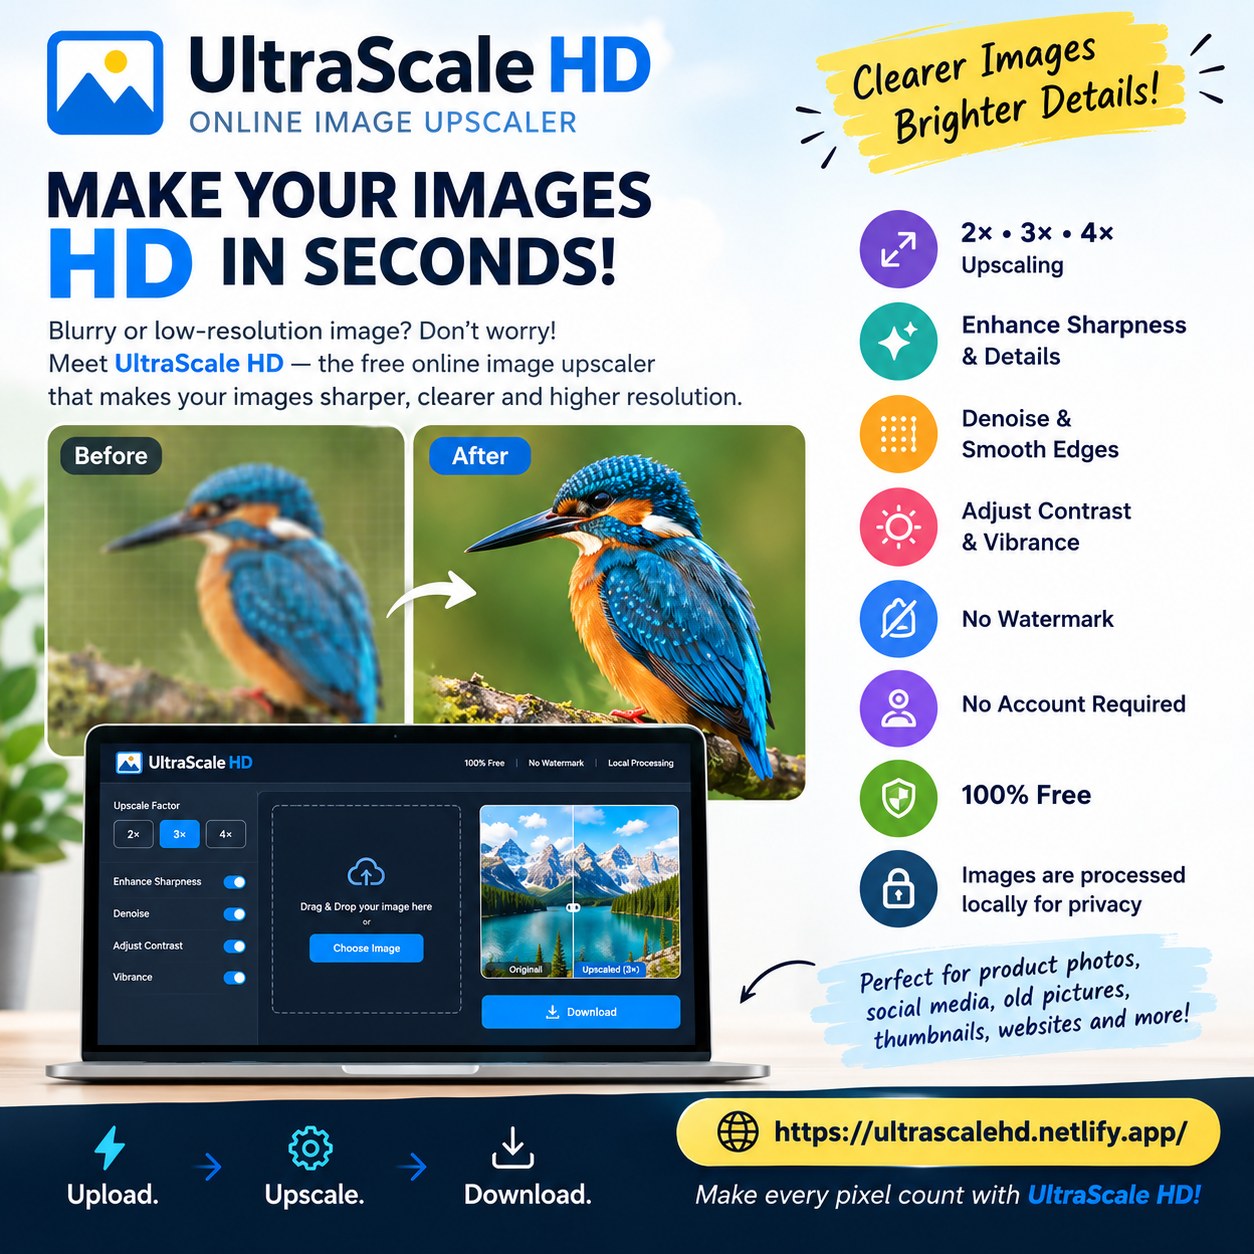 UltraScale HD
ONLINE IMAGE UPSCALER
Clearer Images
Brighter Details!
MAKE YOUR IMAGES
HD IN SECONDS!
Blurry or low-resolution image? Don't worry!
Meet UltraScale HD — the free online image upscaler
that makes your images sharper, clearer and higher resolution.
Before
After
2× • 3× • 4×
Upscaling
Enhance Sharpness
& Details
Denoise &
Smooth Edges
Adjust Contrast
& Vibrance
No Watermark
No Account Required
100% Free
Images are processed
locally for privacy
UltraScale HD
100% Free | No Watermark | Local Processing
Upscale Factor
2× 3× 4×
Enhance Sharpness
Denoise
Adjust Contrast
Vibrance
Drag & Drop your image here
or
Choose Image
Original
Upscaled (3×)
Download
Perfect for product photos,
social media, old pictures,
thumbnails, websites and more!
Upload.
Upscale.
Download.
https://ultrascalehd.netlify.app/
Make every pixel count with UltraScale HD!